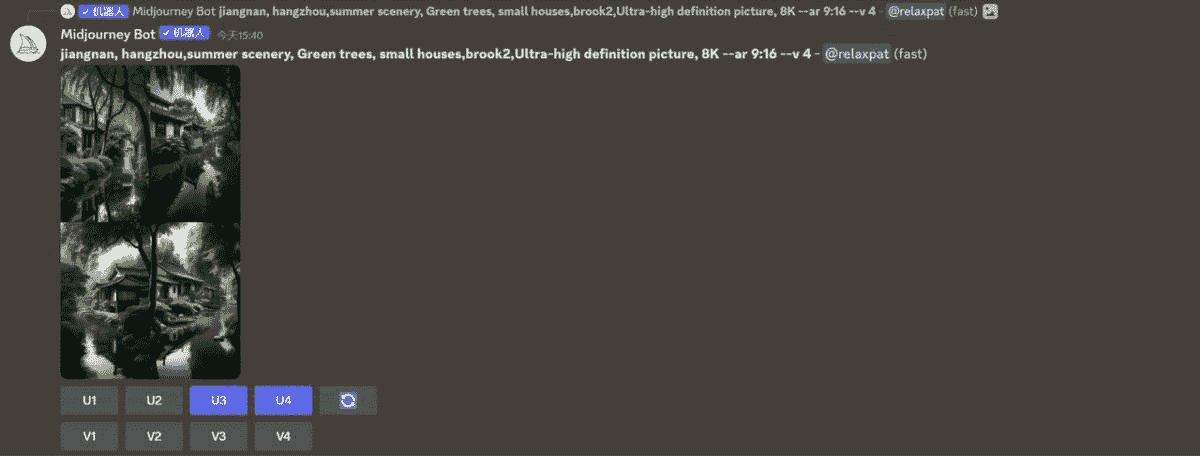 ✓ 机器人 Midjourney Bot jiangnan, hangzhou,summer scenery, Green trees, small houses,brook2,Ultra-high definition picture, 8K --ar 9:16 --v 4 - @relaxpat (fast)
Midjourney Bot ✓ 机器人 今天15:40
jiangnan, hangzhou,summer scenery, Green trees, small houses,brook2,Ultra-high definition picture, 8K --ar 9:16 --v 4 - @relaxpat (fast)
U1 U2 U3 U4
V1 V2 V3 V4